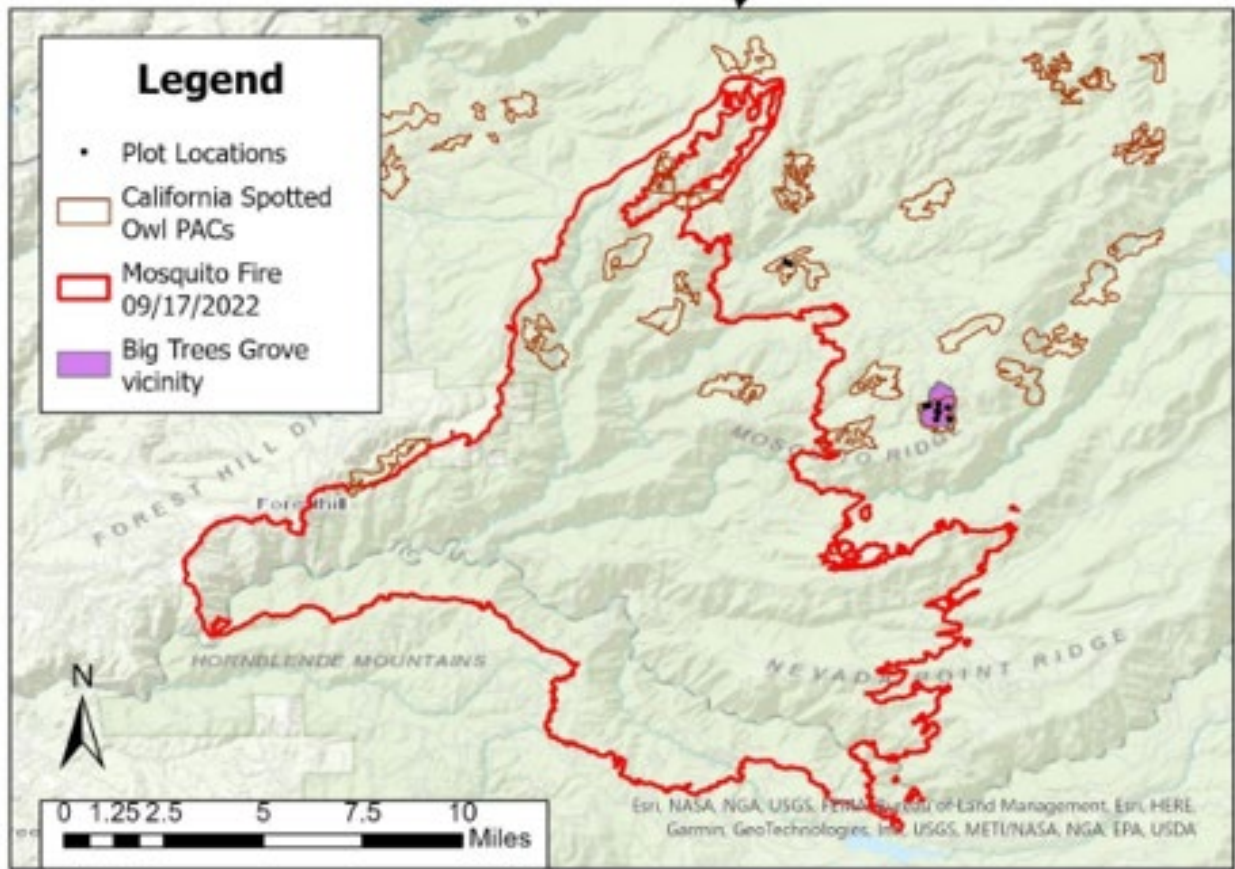 Legend
Plot Locations
California Spotted
Owl PACs
Mosquito Fire
09/17/2022
Big Trees Grove
vicinity
FOREST HILL
MOSQUITO RIDGE
Foresthill
HORNBLENDE MOUNTAINS
NEVADA POINT RIDGE
N
0 1.25 2.5 5 7.5 10
Miles
Esri, NASA, NGA, USGS, FEMA, Bureau of Land Management, Esri, HERE,
Garmin, GeoTechnologies, Inc., USGS, METI/NASA, NGA, EPA, USDA